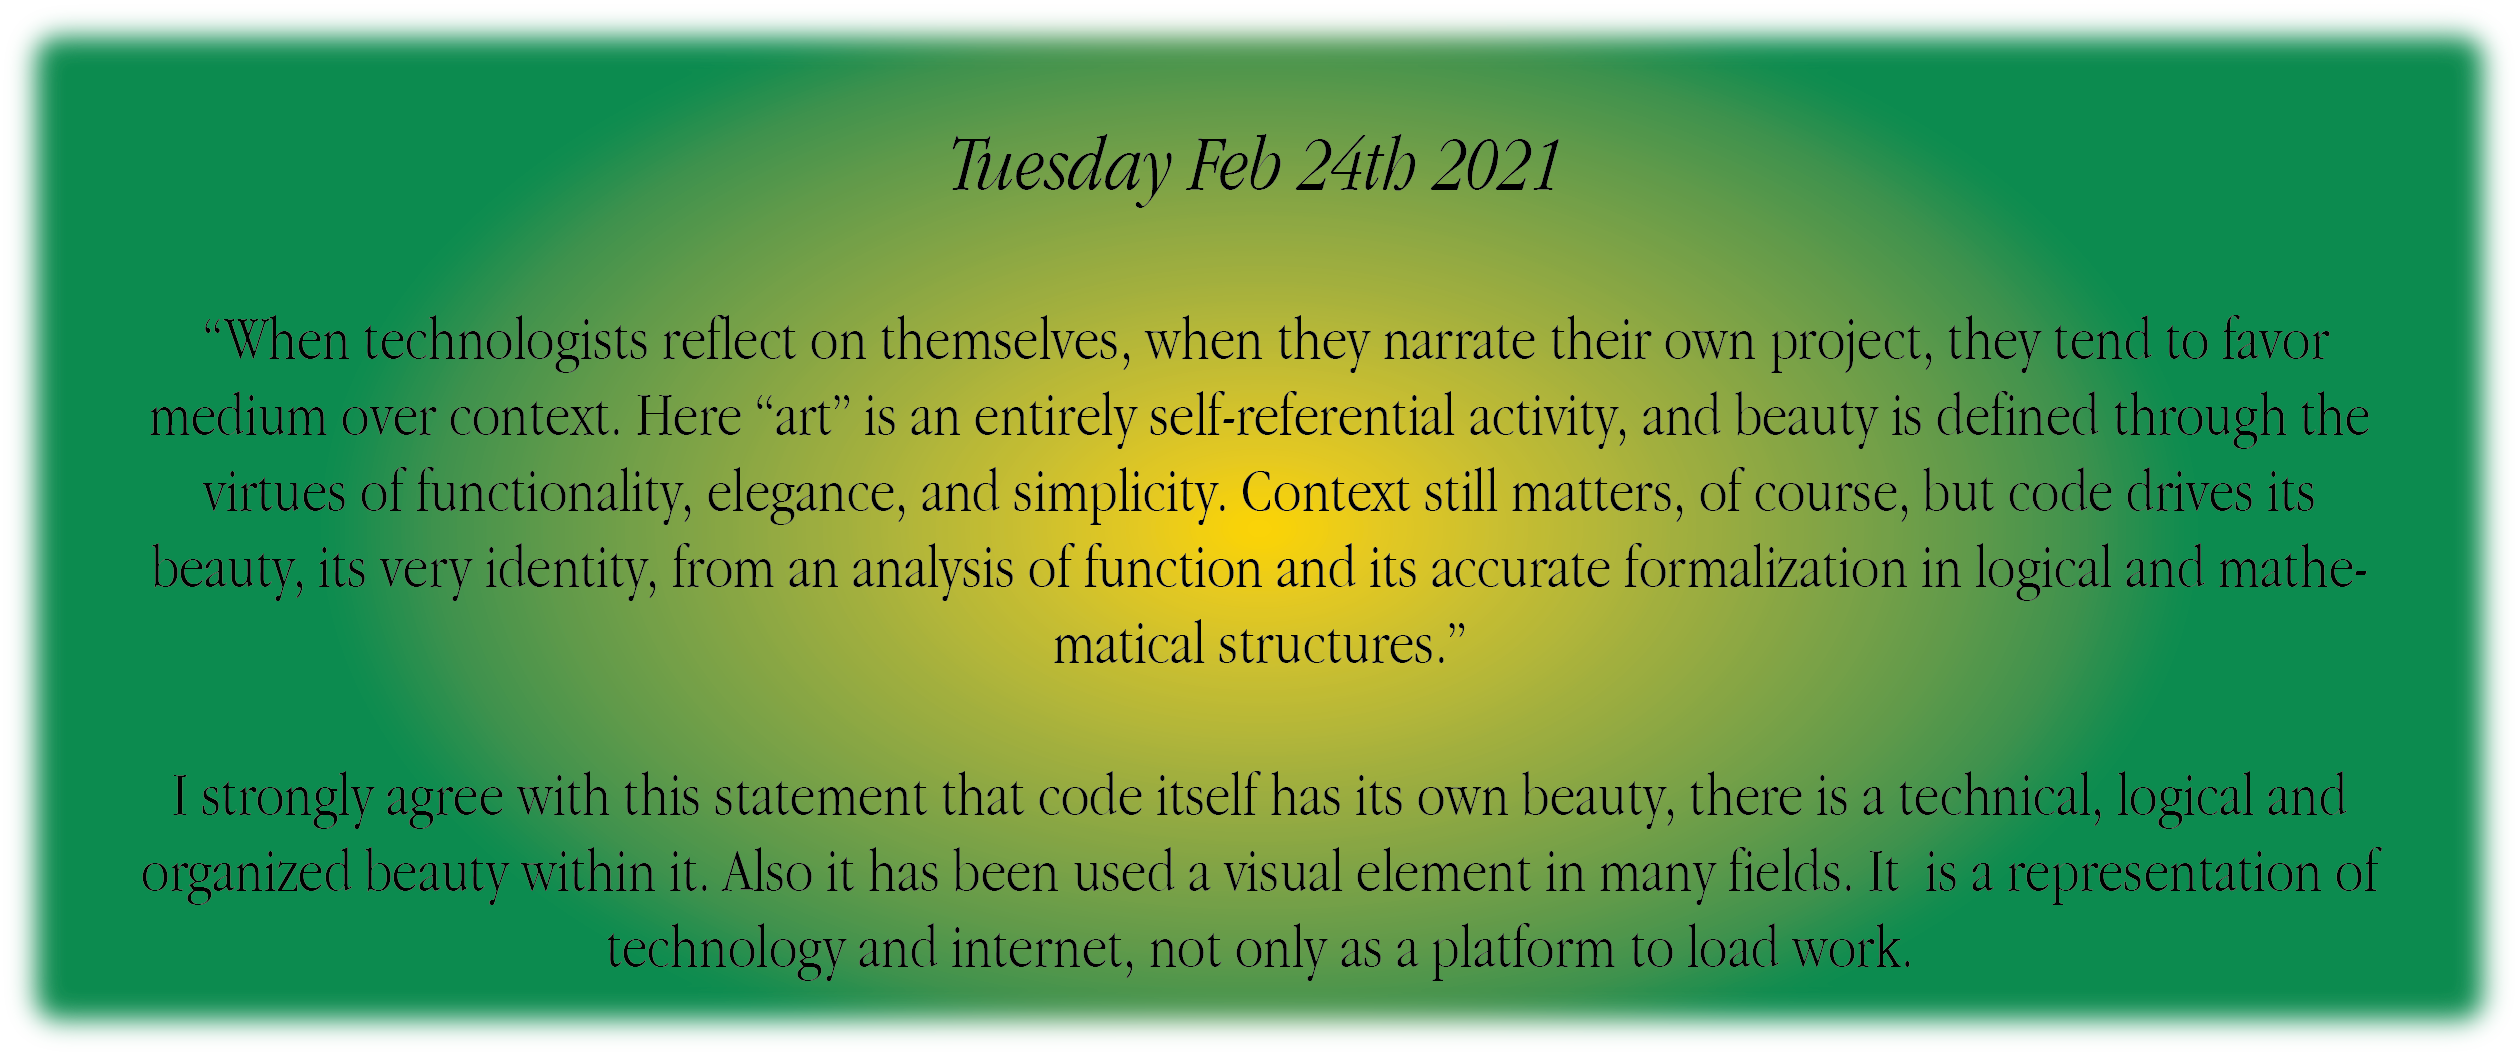 Tuesday Feb 24th 2021
“When technologists reflect on themselves, when they narrate their own project, they tend to favor
medium over context. Here “art” is an entirely self-referential activity, and beauty is defined through the
virtues of functionality, elegance, and simplicity. Context still matters, of course, but code drives its
beauty, its very identity, from an analysis of function and its accurate formalization in logical and mathe-
matical structures.”
I strongly agree with this statement that code itself has its own beauty, there is a technical, logical and
organized beauty within it. Also it has been used a visual element in many fields. It  is a representation of
technology and internet, not only as a platform to load work.